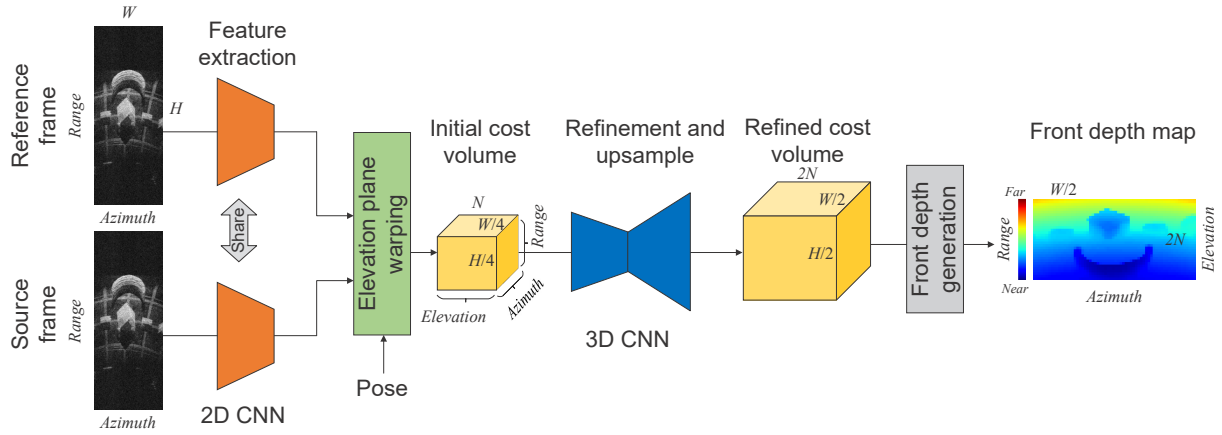 W
Reference
frame
Range
H
Azimuth
Feature
extraction
Share
Source
frame
Range
Azimuth
2D CNN
Elevation plane
warping
Pose
Initial cost
volume
N
W/4
H/4
Range
Elevation
Azimuth
Refinement and
upsample
3D CNN
Refined cost
volume
2N
W/2
H/2
Front depth
generation
Front depth map
Far
Range
Near
W/2
2N
Elevation
Azimuth